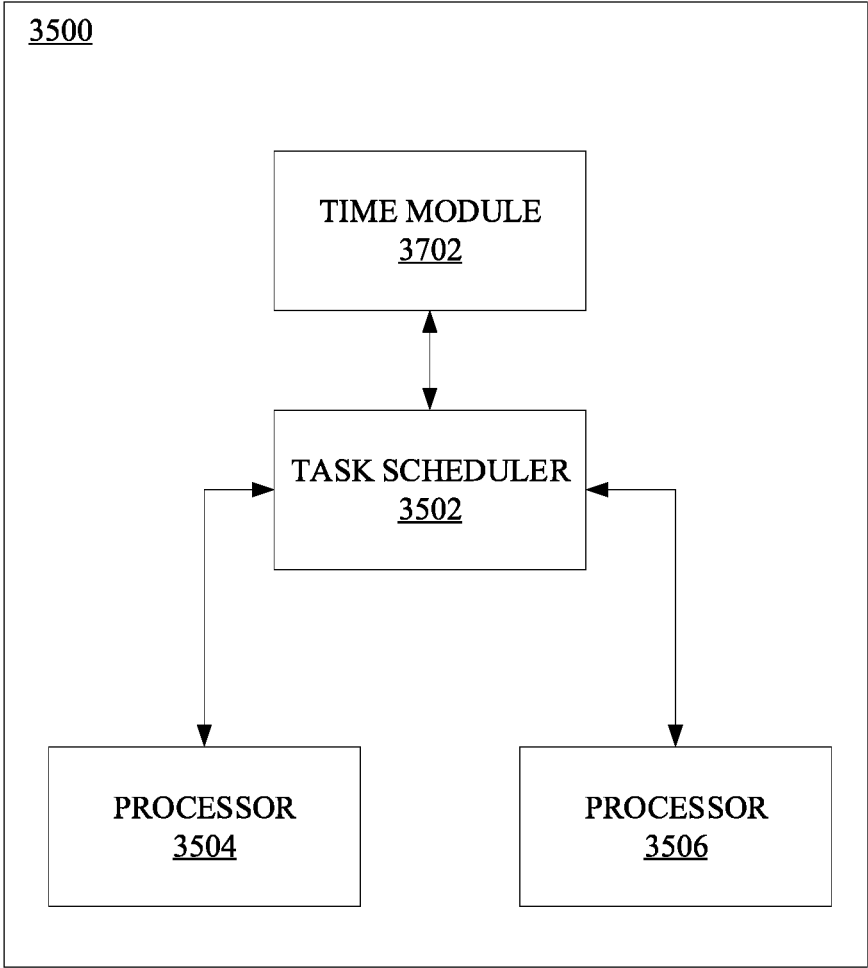 3500
TIME MODULE
3702
TASK SCHEDULER
3502
PROCESSOR
3504
PROCESSOR
3506